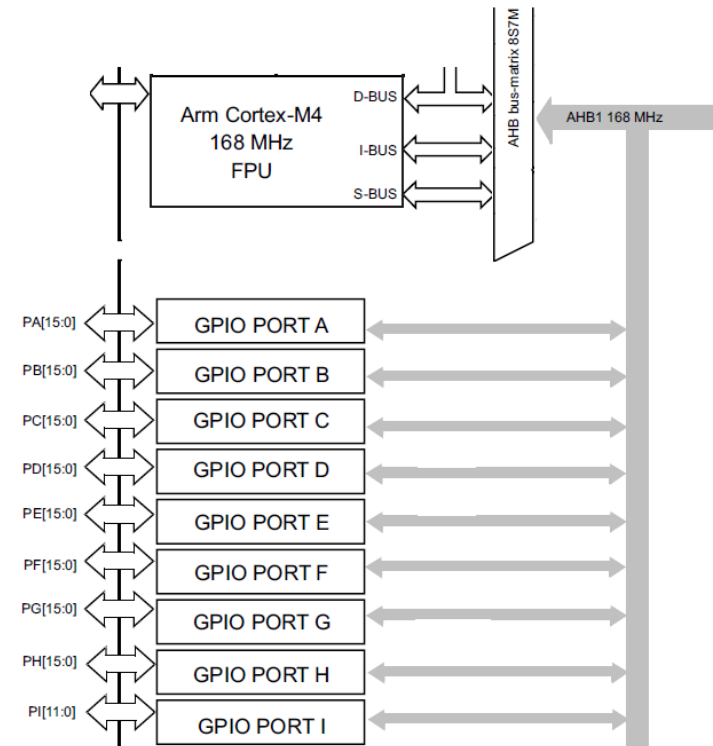 AHB bus-matrix 8S7M
D-BUS
Arm Cortex-M4
168 MHz
FPU
I-BUS
S-BUS
AHB1 168 MHz
PA[15:0]
GPIO PORT A
PB[15:0]
GPIO PORT B
PC[15:0]
GPIO PORT C
PD[15:0]
GPIO PORT D
PE[15:0]
GPIO PORT E
PF[15:0]
GPIO PORT F
PG[15:0]
GPIO PORT G
PH[15:0]
GPIO PORT H
PI[11:0]
GPIO PORT I